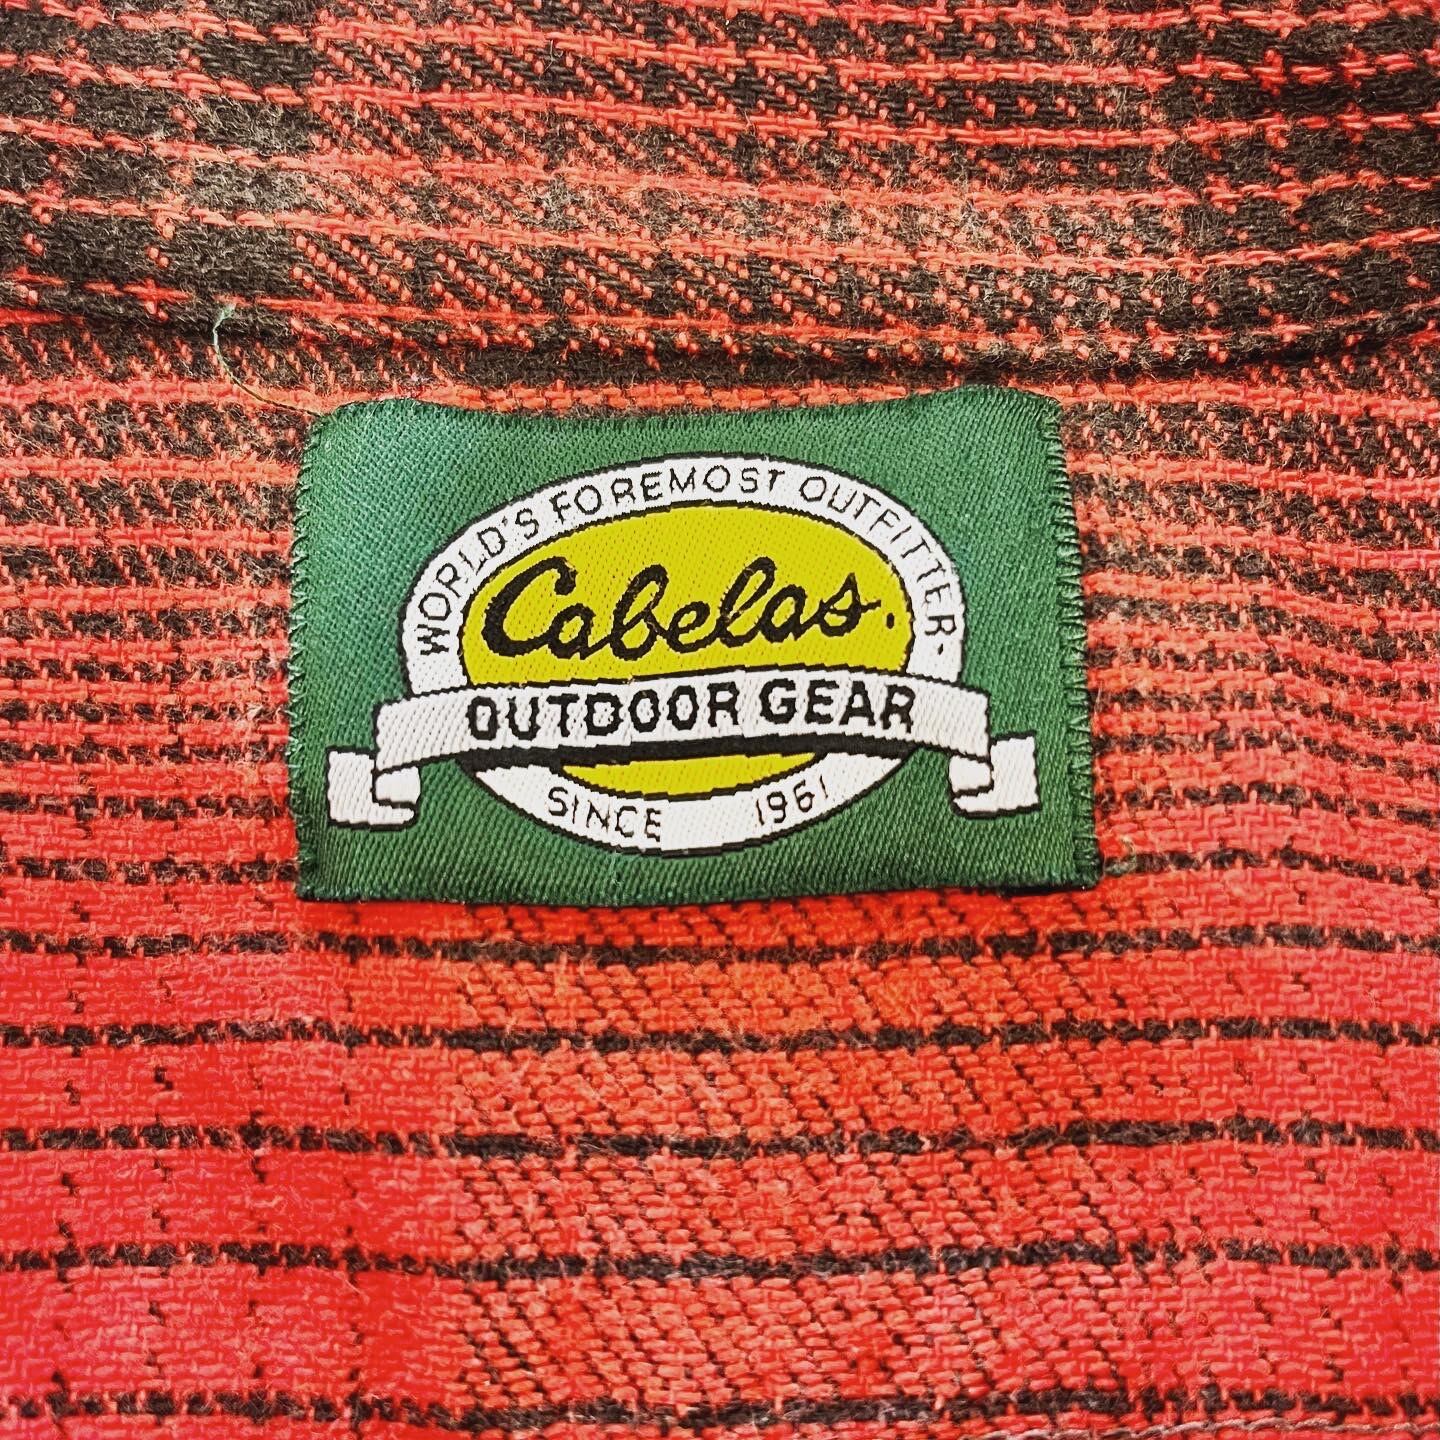 WORLD'S FOREMOST OUTFITTER.
Cabelas.
OUTDOOR GEAR
SINCE 1961